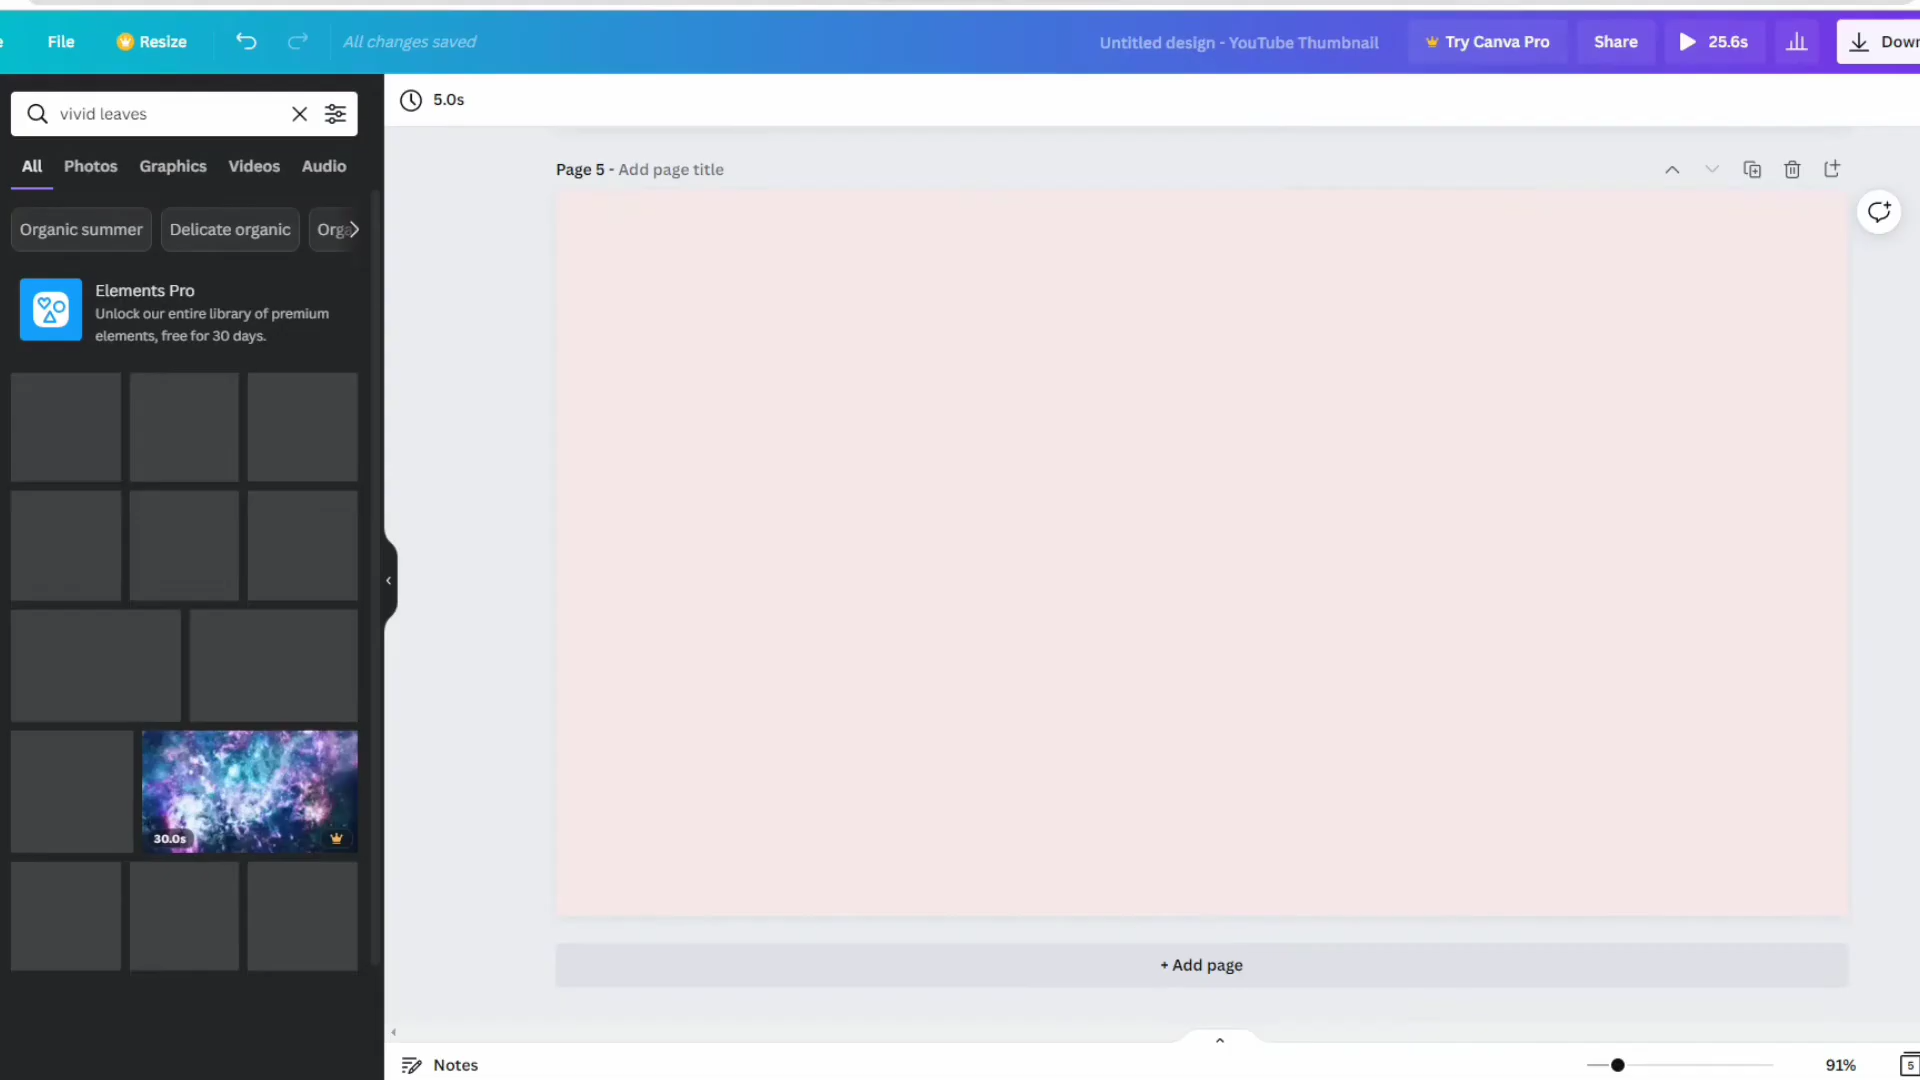 File
Resize
All changes saved
Untitled design - YouTube Thumbnail
Try Canva Pro
Share
25.6s
vivid leaves
5.0s
All
Photos
Graphics
Videos
Audio
Page 5 - Add page title
Organic summer
Delicate organic
Elements Pro
Unlock our entire library of premium
elements, free for 30 days.
30.0s
+ Add page
Notes
91%
5